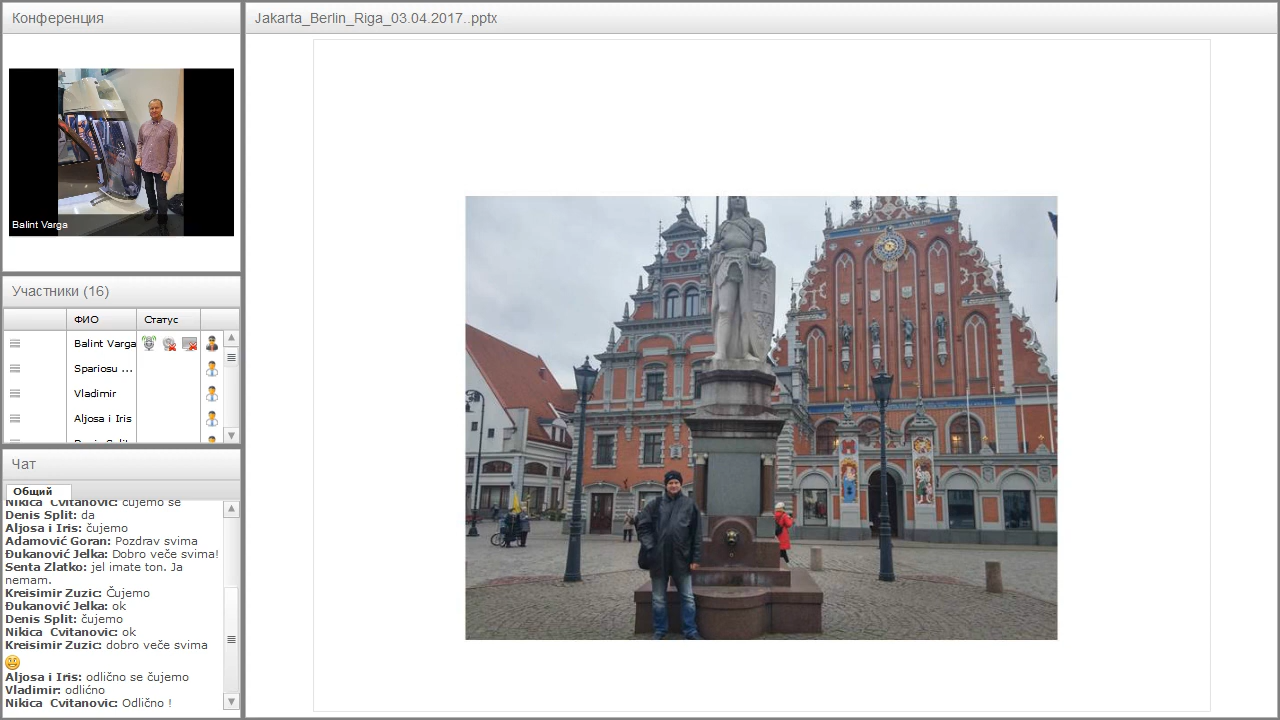 Конференция
Balint Varga
Участники (16)
ФИО
Статус
Balint Varga
Spariosu ...
Vladimir
Aljosa i Iris
Чат
Общий
Nikica Cvitanovic: čujemo se
Denis Split: da
Aljosa i Iris: čujemo
Adamović Goran: Pozdrav svima
Đukanović Jelka: Dobro veče svima!
Senta Zlatko: jel imate ton. Ja
nemam.
Kreisimir Zuzic: Čujemo
Đukanović Jelka: ok
Denis Split: čujemo
Nikica Cvitanovic: ok
Kreisimir Zuzic: dobro veče svima
Aljosa i Iris: odlično se čujemo
Vladimir: odlićno
Nikica Cvitanovic: Odlično !
Jakarta_Berlin_Riga_03.04.2017..pptx